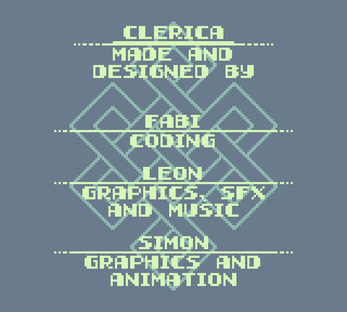 CLERICA
MADE AND
DESIGNED BY
FABI
CODING
LEON
GRAPHICS, SFX
AND MUSIC
SIMON
GRAPHICS AND
ANIMATION